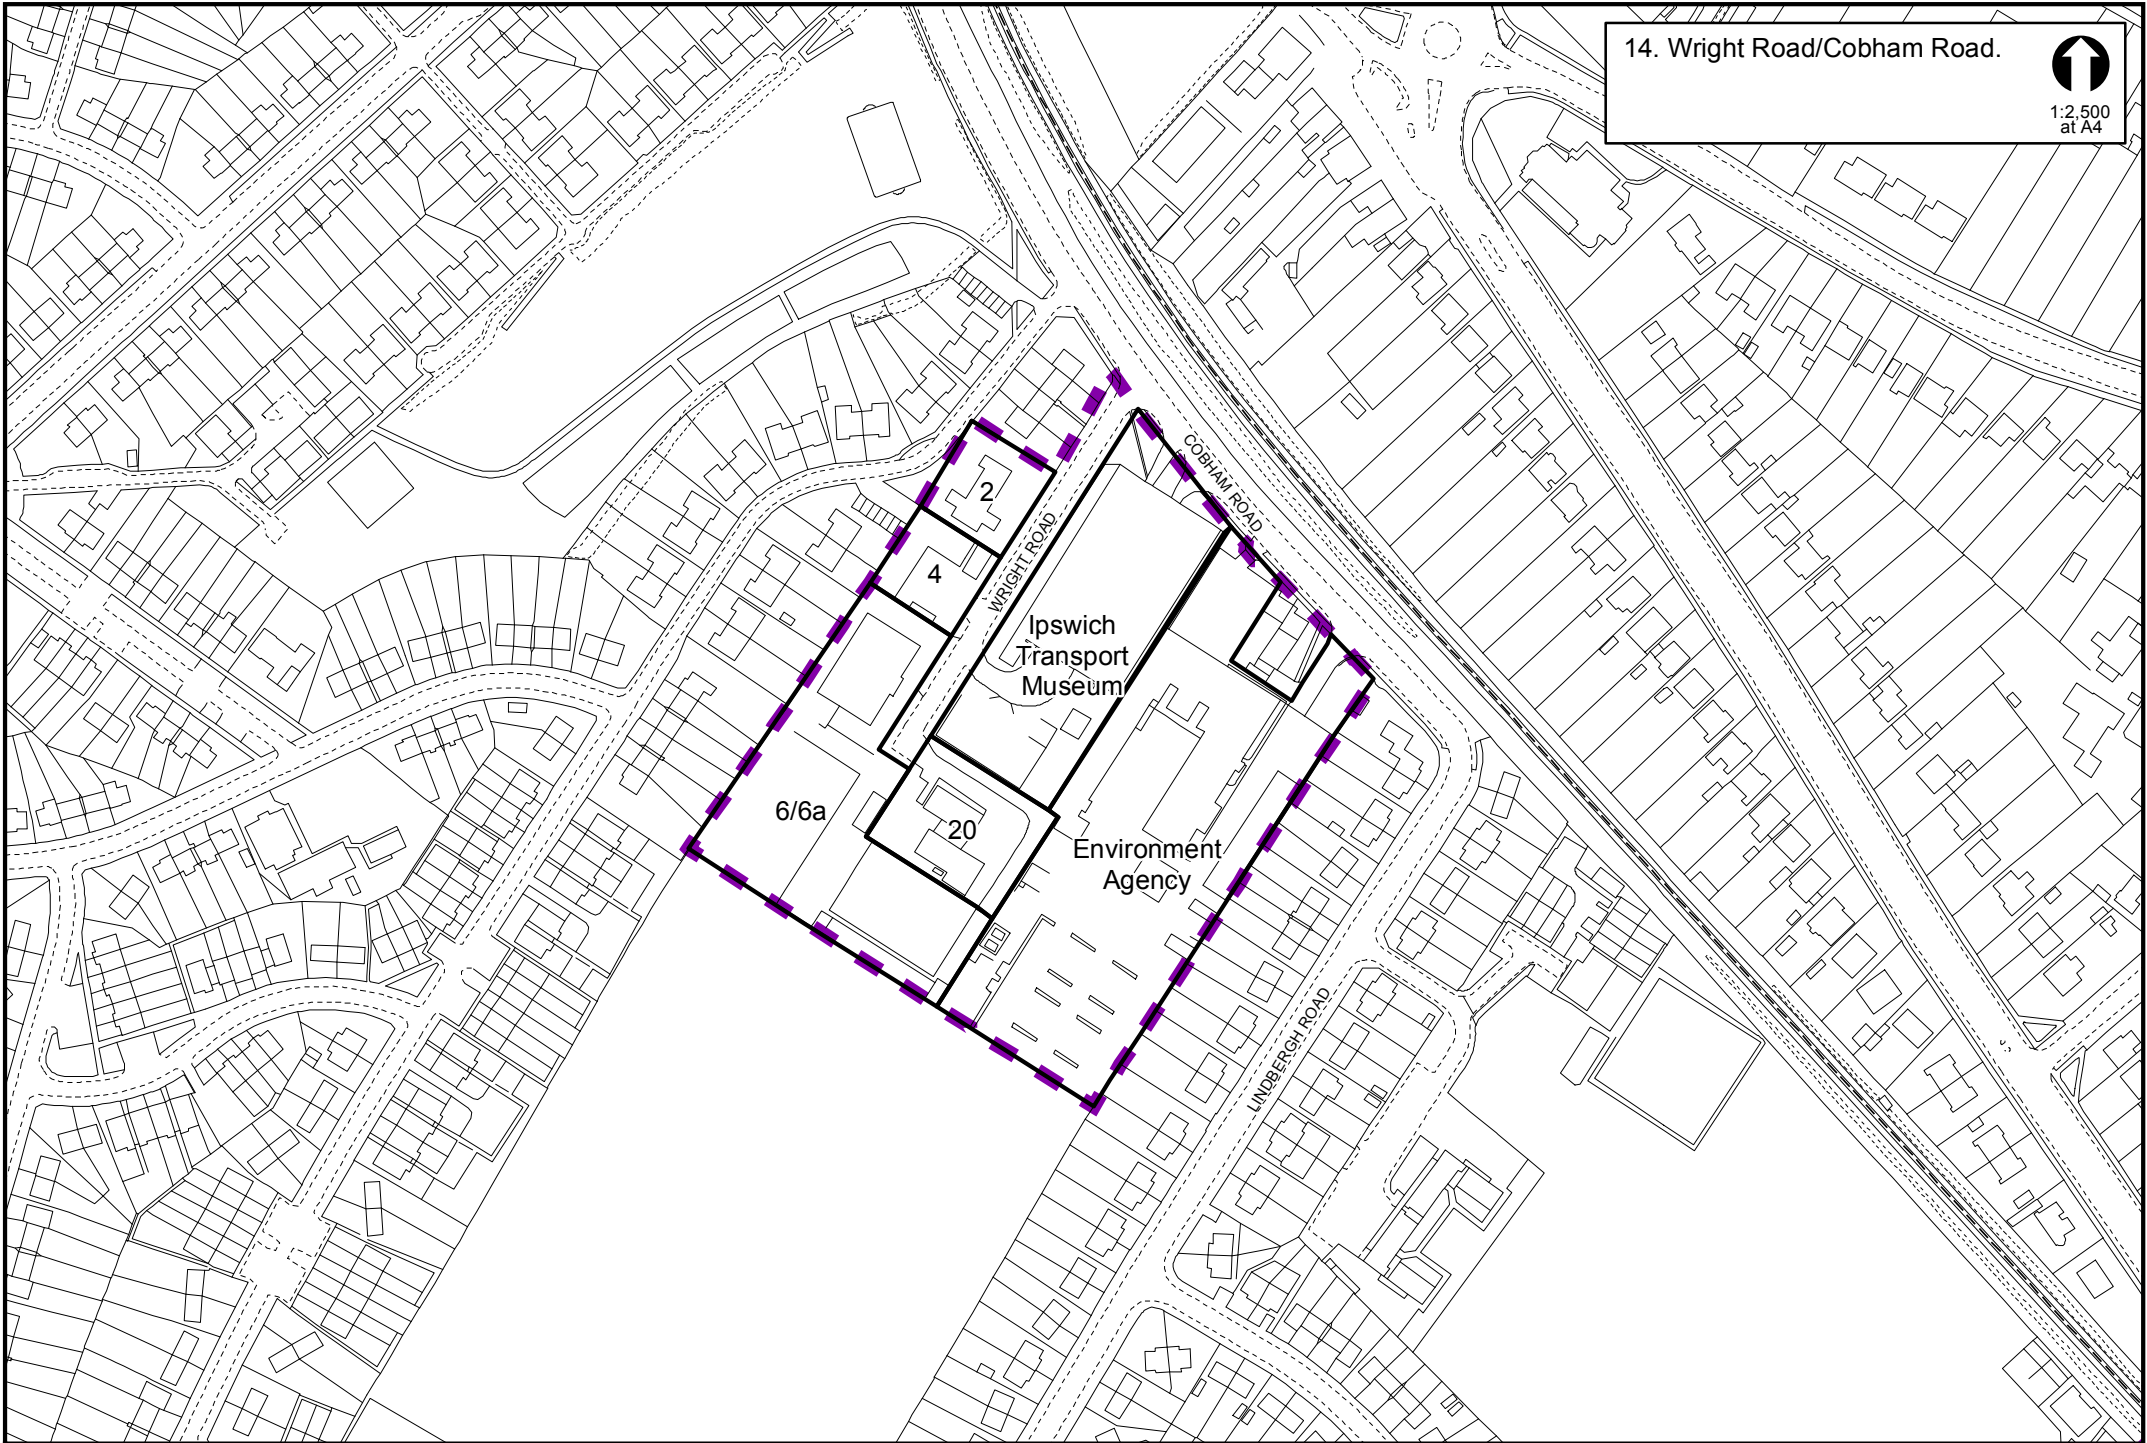 14. Wright Road/Cobham Road.
1:2,500
at A4
COBHAM ROAD
2
WRIGHT ROAD
4
Ipswich
Transport
Museum
6/6a
20
Environment
Agency
LINDBERGH ROAD